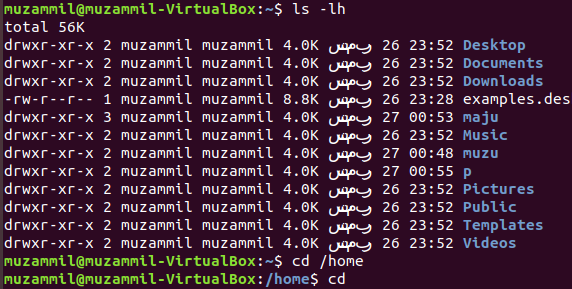 muzammil@muzammil-VirtualBox:~$ ls -lh
total 56K
drwxr-xr-x 2 muzammil muzammil 4.0K 26 23:52 Desktop
drwxr-xr-x 2 muzammil muzammil 4.0K 26 23:52 Documents
drwxr-xr-x 2 muzammil muzammil 4.0K 26 23:52 Downloads
-rw-r--r-- 1 muzammil muzammil 8.8K 26 23:28 examples.des
drwxr-xr-x 3 muzammil muzammil 4.0K 27 00:53 maju
drwxr-xr-x 2 muzammil muzammil 4.0K 26 23:52 Music
drwxr-xr-x 2 muzammil muzammil 4.0K 27 00:48 muzu
drwxr-xr-x 2 muzammil muzammil 4.0K 27 00:55 p
drwxr-xr-x 2 muzammil muzammil 4.0K 26 23:52 Pictures
drwxr-xr-x 2 muzammil muzammil 4.0K 26 23:52 Public
drwxr-xr-x 2 muzammil muzammil 4.0K 26 23:52 Templates
drwxr-xr-x 2 muzammil muzammil 4.0K 26 23:52 Videos
muzammil@muzammil-VirtualBox:~$ cd /home
muzammil@muzammil-VirtualBox:/home$ cd